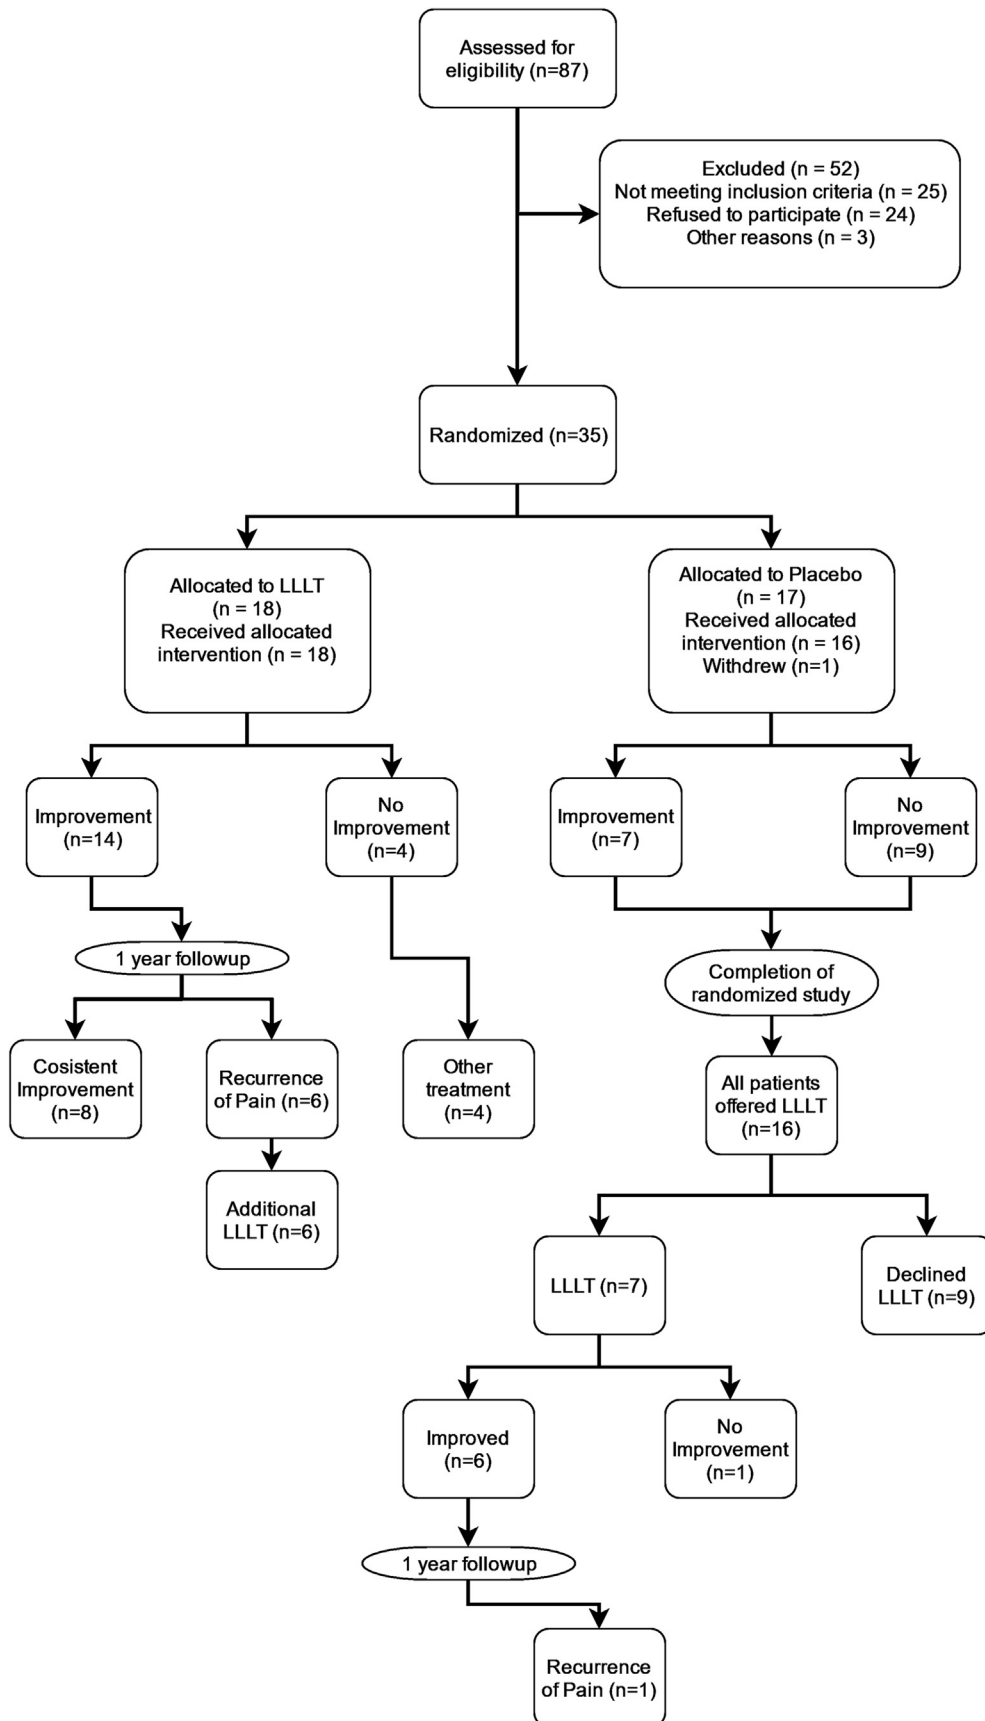 Assessed for
eligibility (n=87)
Excluded (n = 52)
Not meeting inclusion criteria (n = 25)
Refused to participate (n = 24)
Other reasons (n = 3)
Randomized (n=35)
Allocated to LLLT
(n = 18)
Received allocated
intervention (n = 18)
Allocated to Placebo
(n = 17)
Received allocated
intervention (n = 16)
Withdrew (n=1)
Improvement
(n=14)
No
Improvement
(n=4)
Improvement
(n=7)
No
Improvement
(n=9)
1 year followup
Completion of
randomized study
Cosistent
Improvement
(n=8)
Recurrence
of Pain (n=6)
Other
treatment
(n=4)
All patients
offered LLLT
(n=16)
Additional
LLLT (n=6)
LLLT (n=7)
Declined
LLLT (n=9)
Improved
(n=6)
No
Improvement
(n=1)
1 year followup
Recurrence
of Pain (n=1)